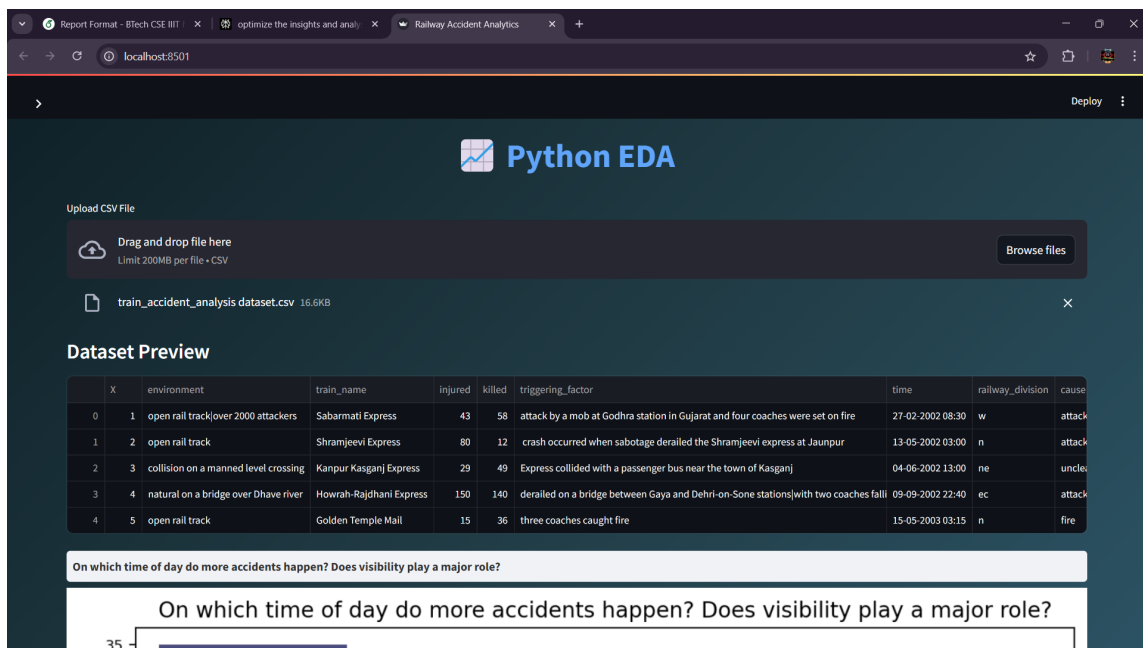 Report Format - BTech CSE IIIT
optimize the insights and analy
Railway Accident Analytics
localhost:8501
Deploy
Python EDA
Upload CSV File
Drag and drop file here
Limit 200MB per file • CSV
Browse files
train_accident_analysis dataset.csv 16.6KB
Dataset Preview
X environment train_name injured killed triggering_factor time railway_division cause
0 1 open rail track|over 2000 attackers Sabarmati Express 43 58 attack by a mob at Godhra station in Gujarat and four coaches were set on fire 27-02-2002 08:30 w attack
1 2 open rail track Shramjeevi Express 80 12 crash occurred when sabotage derailed the Shramjeevi express at Jaunpur 13-05-2002 03:00 n attack
2 3 collision on a manned level crossing Kanpur Kasganj Express 29 49 Express collided with a passenger bus near the town of Kasganj 04-06-2002 13:00 ne unclea
3 4 natural on a bridge over Dhave river Howrah-Rajdhani Express 150 140 derailed on a bridge between Gaya and Dehri-on-Sone stations|with two coaches falli 09-09-2002 22:40 ec attack
4 5 open rail track Golden Temple Mail 15 36 three coaches caught fire 15-05-2003 03:15 n fire
On which time of day do more accidents happen? Does visibility play a major role?
On which time of day do more accidents happen? Does visibility play a major role?
35